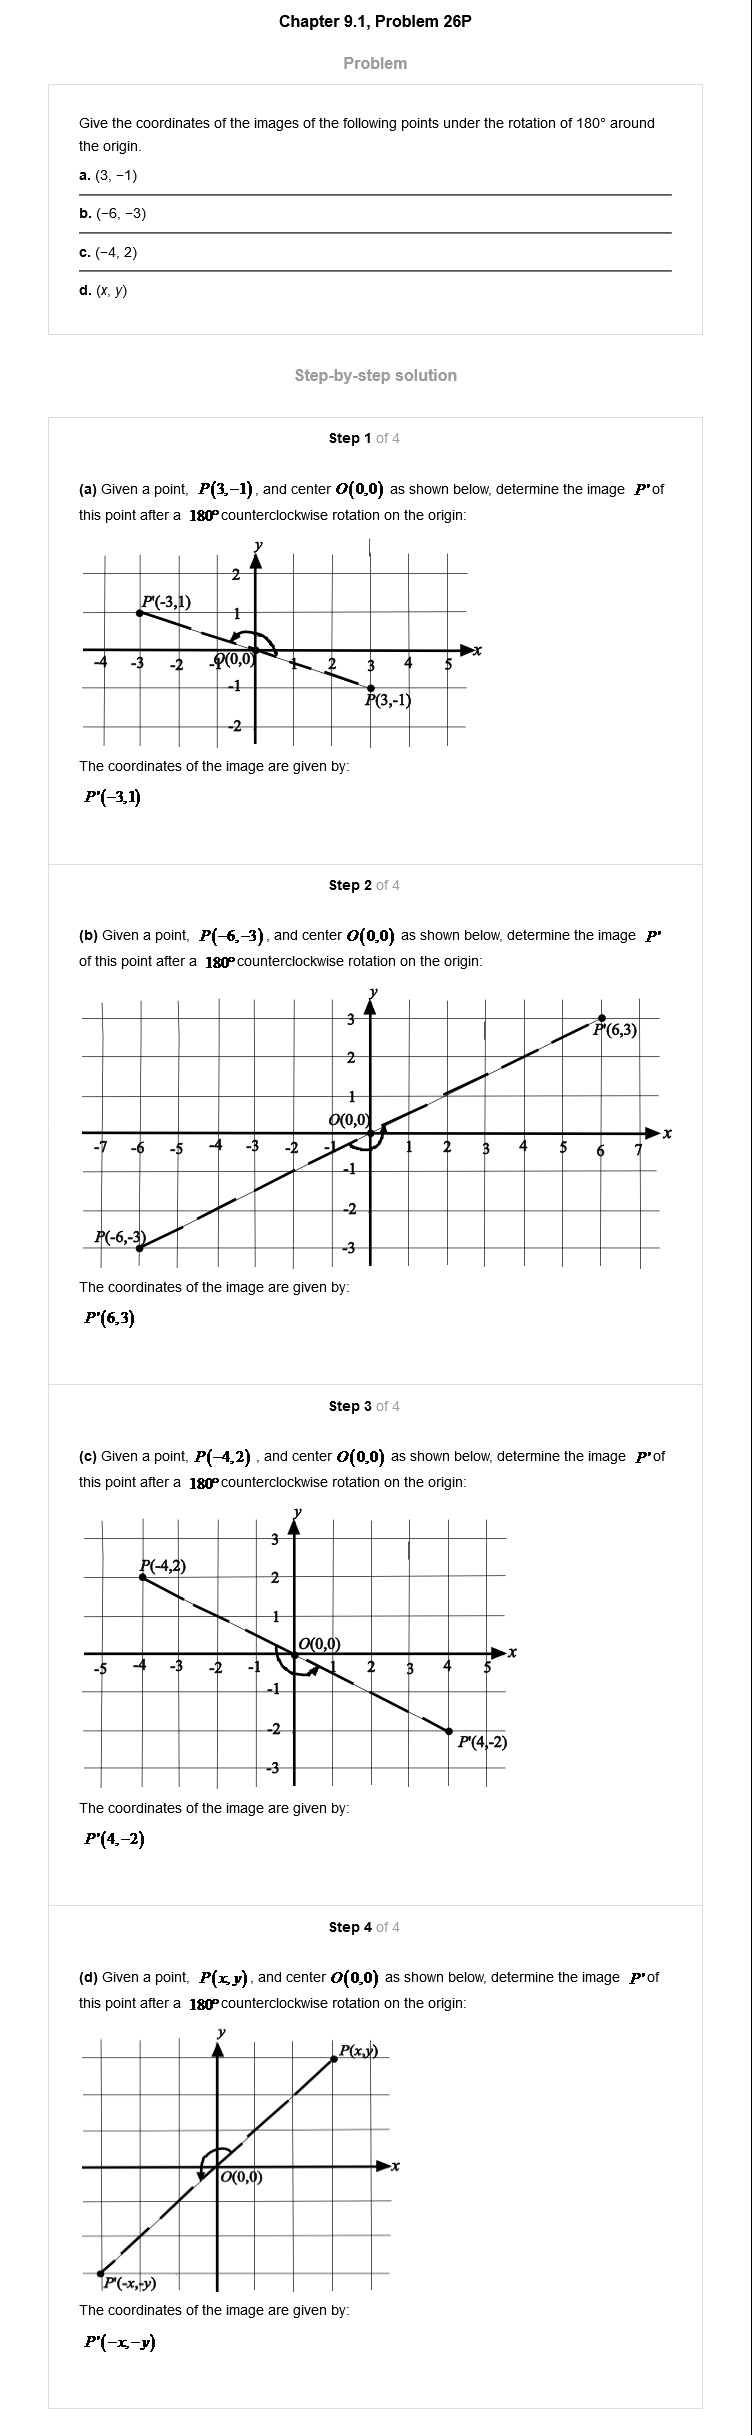 Chapter 9.1, Problem 26P
Problem
Give the coordinates of the images of the following points under the rotation of 180° around
the origin.
a. (3, −1)
b. (−6, −3)
c. (−4, 2)
d. (x, y)
Step-by-step solution
Step 1 of 4
(a) Given a point, P(3,−1), and center O(0,0) as shown below, determine the image P' of
this point after a 180° counterclockwise rotation on the origin:
y
2
P'(-3,1)
1
x
-4 -3 -2 -1 O(0,0) 1 2 3 4 5
-1
P(3,-1)
-2
The coordinates of the image are given by:
P'(−3,1)
Step 2 of 4
(b) Given a point, P(−6,−3), and center O(0,0) as shown below, determine the image P'
of this point after a 180° counterclockwise rotation on the origin:
y
3
P'(6,3)
2
1
O(0,0)
x
-7 -6 -5 -4 -3 -2 -1 1 2 3 4 5 6 7
-1
-2
P(-6,-3)
-3
The coordinates of the image are given by:
P'(6,3)
Step 3 of 4
(c) Given a point, P(−4,2) , and center O(0,0) as shown below, determine the image P' of
this point after a 180° counterclockwise rotation on the origin:
y
3
P(-4,2)
2
1
O(0,0)
x
-5 -4 -3 -2 -1 1 2 3 4 5
-1
-2
P'(4,-2)
-3
The coordinates of the image are given by:
P'(4,−2)
Step 4 of 4
(d) Given a point, P(x,y), and center O(0,0) as shown below, determine the image P' of
this point after a 180° counterclockwise rotation on the origin:
y
P(x,y)
x
O(0,0)
P'(-x,-y)
The coordinates of the image are given by:
P'(−x,−y)